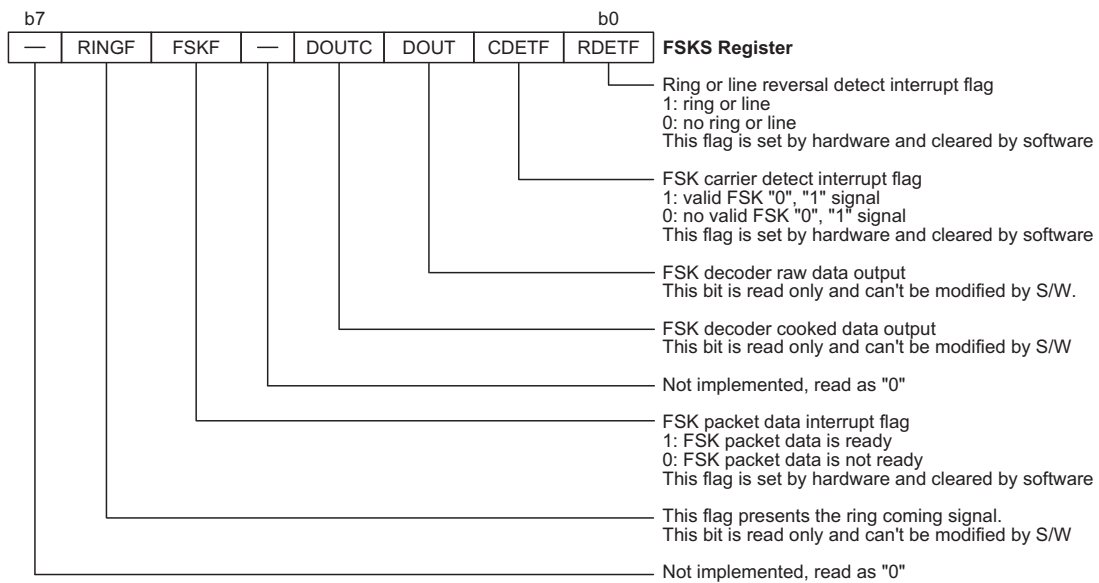 b7 b0
— RINGF FSKF — DOUTC DOUT CDETF RDETF FSKS Register
Ring or line reversal detect interrupt flag
1: ring or line
0: no ring or line
This flag is set by hardware and cleared by software
FSK carrier detect interrupt flag
1: valid FSK "0", "1" signal
0: no valid FSK "0", "1" signal
This flag is set by hardware and cleared by software
FSK decoder raw data output
This bit is read only and can't be modified by S/W.
FSK decoder cooked data output
This bit is read only and can't be modified by S/W
Not implemented, read as "0"
FSK packet data interrupt flag
1: FSK packet data is ready
0: FSK packet data is not ready
This flag is set by hardware and cleared by software
This flag presents the ring coming signal.
This bit is read only and can't be modified by S/W
Not implemented, read as "0"